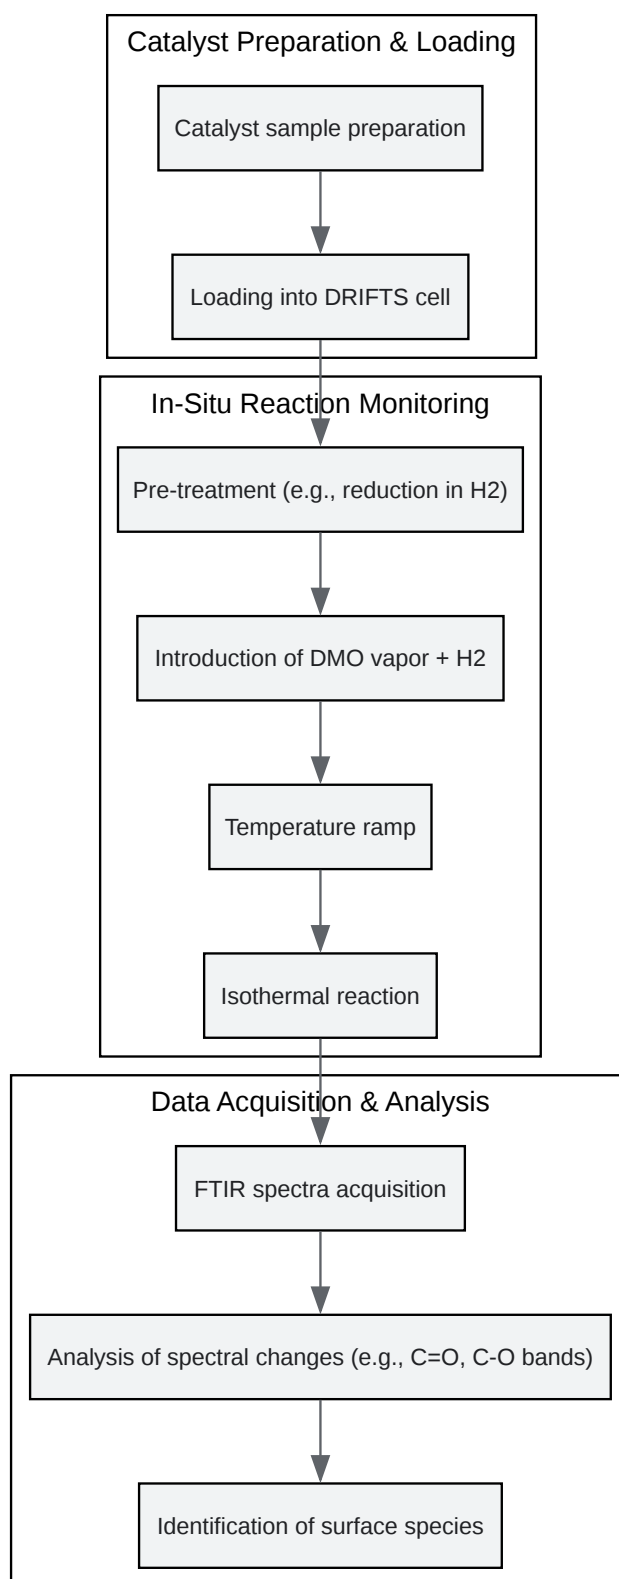 Catalyst Preparation & Loading
Catalyst sample preparation
Loading into DRIFTS cell
In-Situ Reaction Monitoring
Pre-treatment (e.g., reduction in H2)
Introduction of DMO vapor + H2
Temperature ramp
Isothermal reaction
Data Acquisition & Analysis
FTIR spectra acquisition
Analysis of spectral changes (e.g., C=O, C-O bands)
Identification of surface species